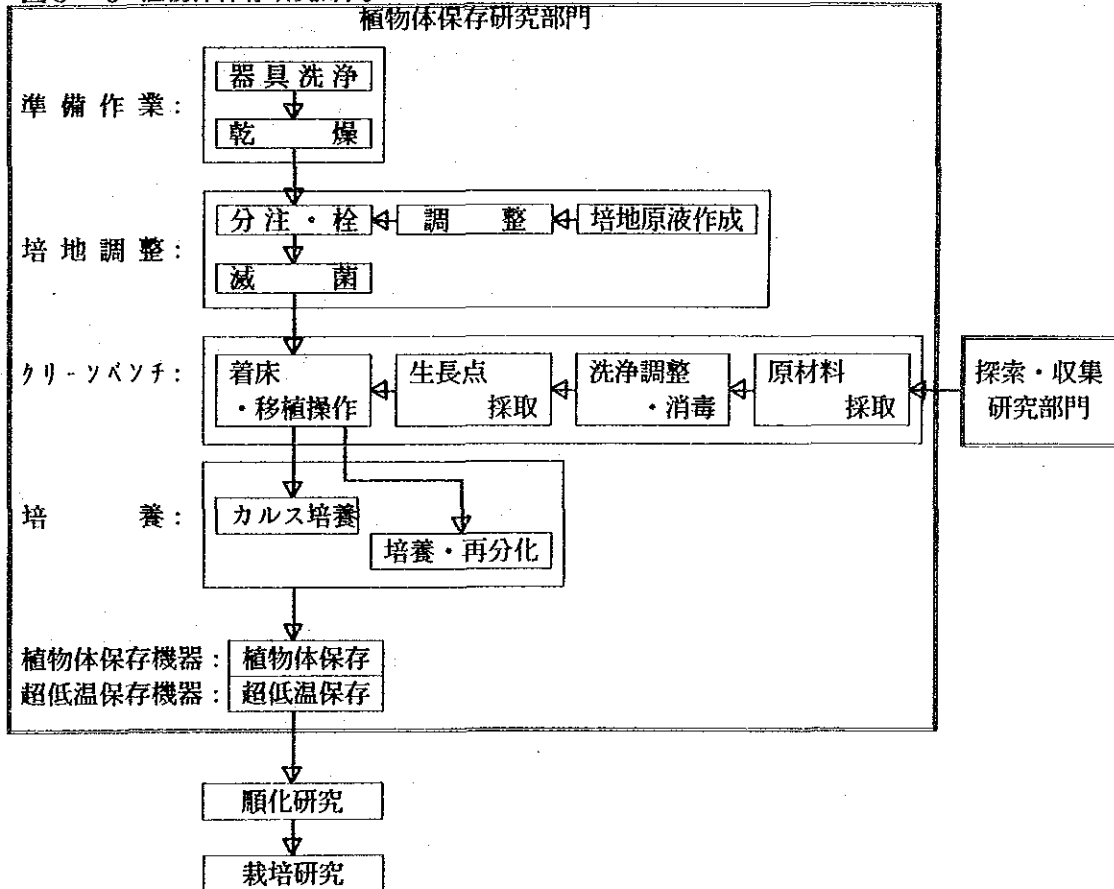 植物体保存研究部門
準備作業:
器具洗浄
乾 燥
培地調整:
分注・栓
調 整
培地原液作成
滅 菌
クリーンベンチ:
着床
・移植操作
生長点
採取
洗浄調整
・消毒
原材料
採取
探索・収集
研究部門
培 養:
カルス培養
培養・再分化
植物体保存機器:
植物体保存
超低温保存機器:
超低温保存
順化研究
栽培研究